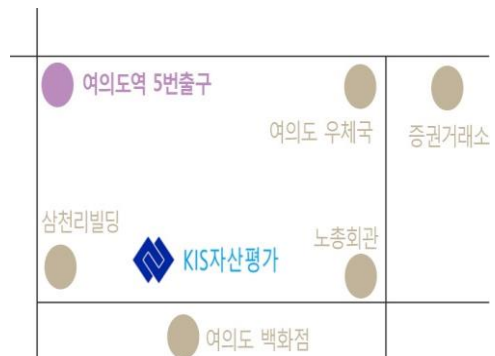 여의도역 5번출구
여의도 우체국
증권거래소
삼천리빌딩
노총회관
KIS자산평가
여의도 백화점